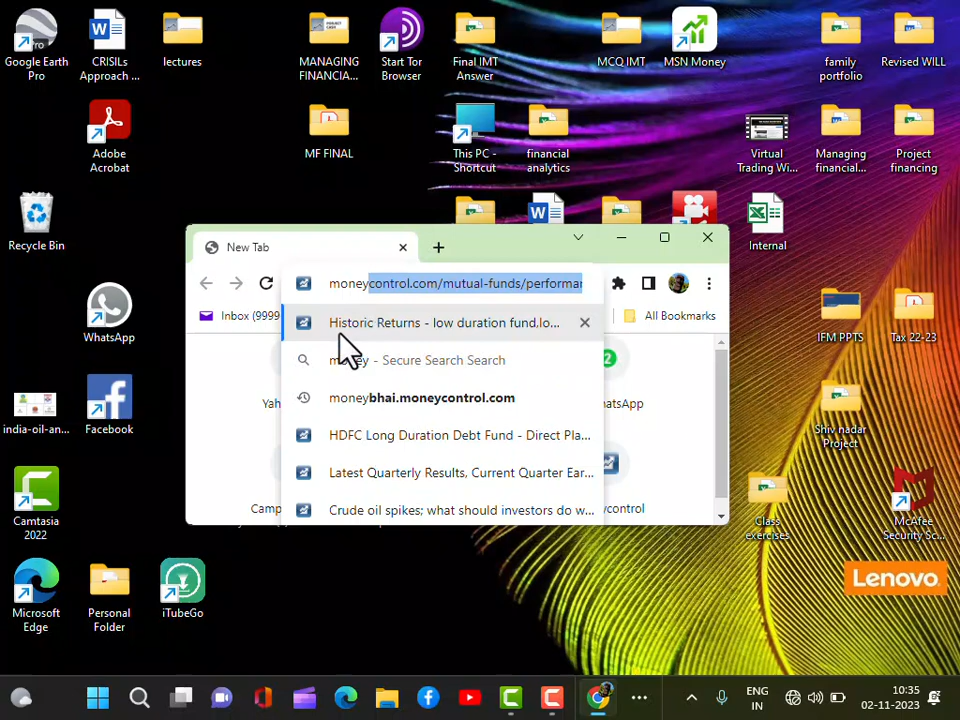 Google Earth Pro
CRISILs Approach ...
lectures
MANAGING FINANCIA...
Start Tor Browser
Final IMT Answer
MCQ IMT
MSN Money
family portfolio
Revised WILL
Adobe Acrobat
MF FINAL
This PC - Shortcut
financial analytics
Virtual Trading Wi...
Managing financial...
Project financing
Recycle Bin
Internal
New Tab
moneycontrol.com/mutual-funds/performar
Inbox (9999
All Bookmarks
Historic Returns - low duration fund,lo...
money - Secure Search Search
moneybhai.moneycontrol.com
HDFC Long Duration Debt Fund - Direct Pla...
Latest Quarterly Results, Current Quarter Ear...
Crude oil spikes; what should investors do w...
Yah
hatsApp
2
Camp
ycontrol
WhatsApp
IFM PPTS
Tax 22-23
india-oil-an...
Facebook
Shiv nadar Project
Camtasia 2022
Class exercises
McAfee Security Sc...
Microsoft Edge
Personal Folder
iTubeGo
Lenovo
ENG IN
10:35
02-11-2023